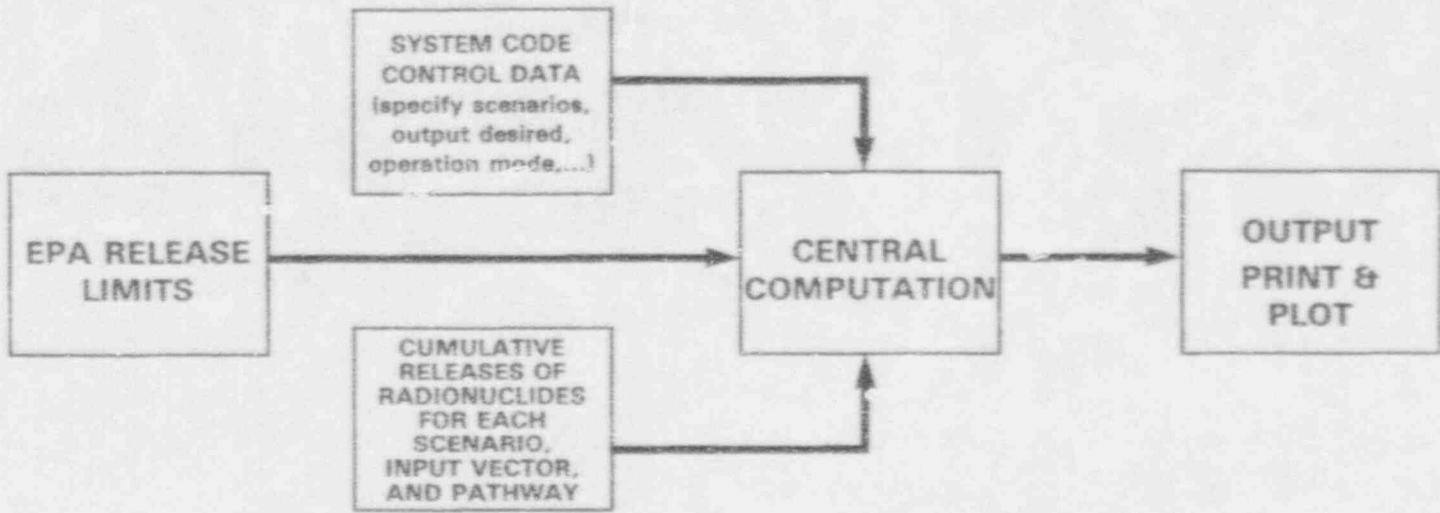 SYSTEM CODE
CONTROL DATA
(specify scenarios,
output desired,
operation mode,...)
EPA RELEASE
LIMITS
CENTRAL
COMPUTATION
OUTPUT
PRINT &
PLOT
CUMULATIVE
RELEASES OF
RADIONUCLIDES
FOR EACH
SCENARIO,
INPUT VECTOR,
AND PATHWAY